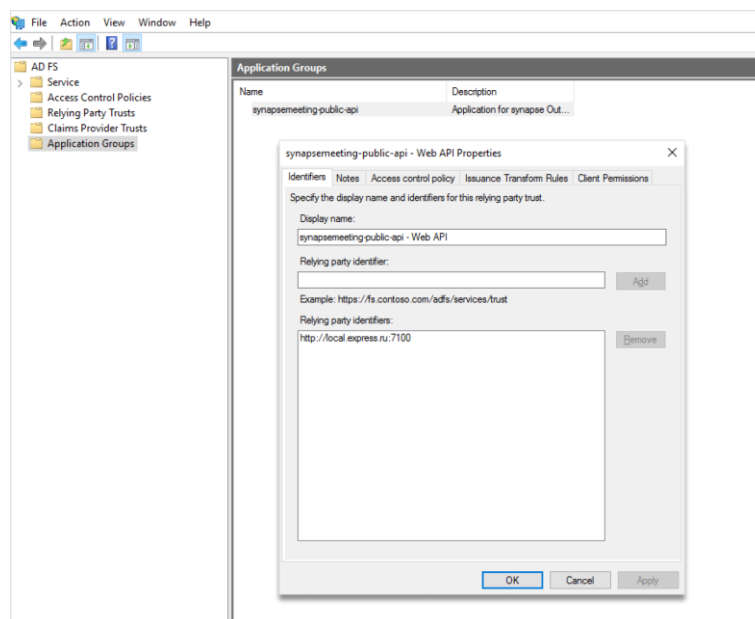 File Action View Window Help
AD FS
Service
Access Control Policies
Relying Party Trusts
Claims Provider Trusts
Application Groups
Application Groups
Name Description
synapsemeeting-public-api Application for synapse Out...
synapsemeeting-public-api - Web API Properties
Identifiers Notes Access control policy Issuance Transform Rules Client Permissions
Specify the display name and identifiers for this relying party trust.
Display name:
synapsemeeting-public-api - Web API
Relying party identifier:
Add
Example: https://fs.contoso.com/adfs/services/trust
Relying party identifiers:
http://local.express.ru:7100
Remove
OK Cancel Apply